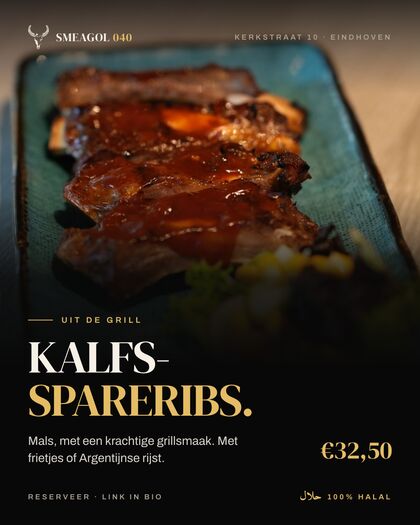 SMEAGOL 040
KERKSTRAAT 10 · EINDHOVEN
UIT DE GRILL
KALFS-
SPARERIBS.
Mals, met een krachtige grillsmaak. Met
frietjes of Argentijnse rijst.
€32,50
RESERVEER · LINK IN BIO
حلال 100% HALAL